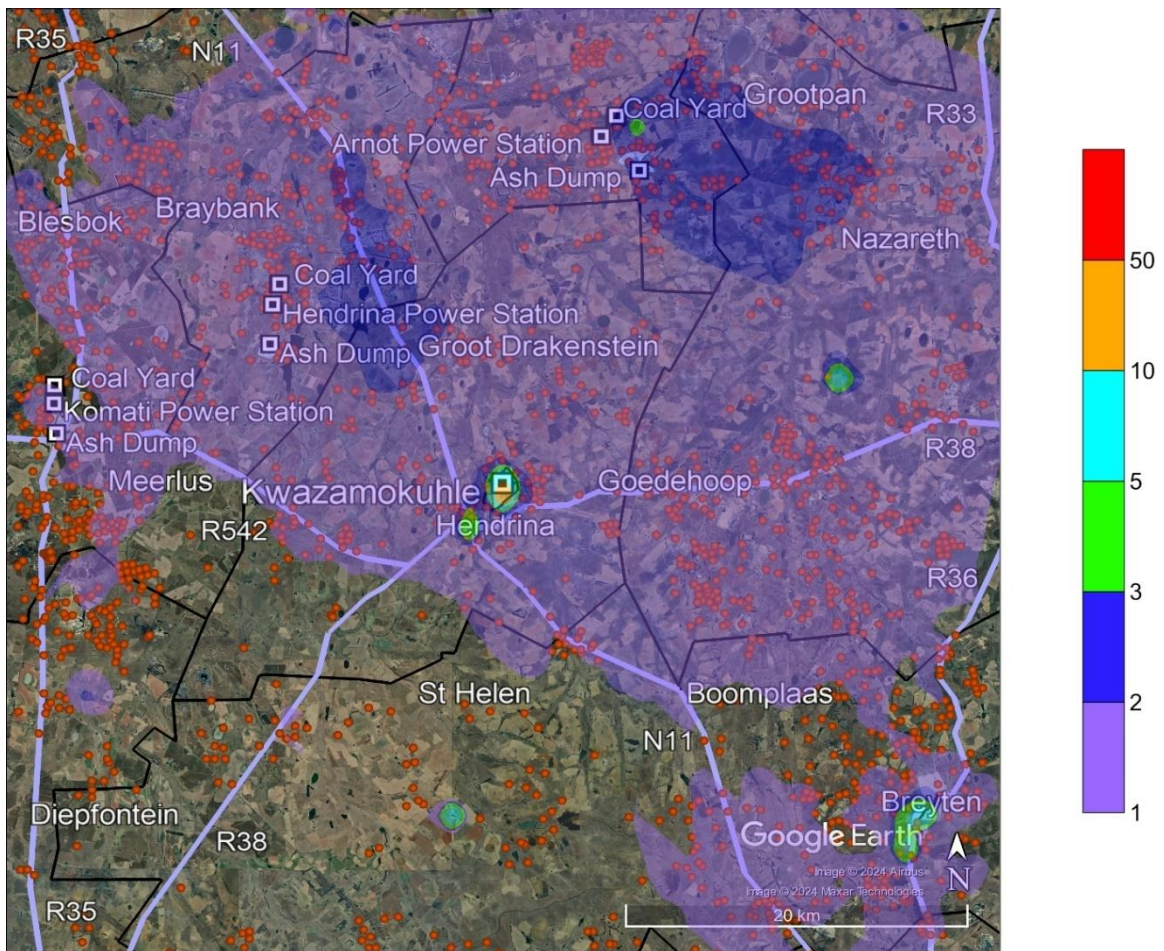 R35
N11
Coal Yard
Grootpan
R33
Arnot Power Station
Ash Dump
Blesbok
Braybank
Nazareth
Coal Yard
Hendrina Power Station
Ash Dump
Groot Drakenstein
Coal Yard
Komati Power Station
Ash Dump
Meerlus
Kwazamokuhle
Goedehoop
R38
Hendrina
R542
R36
St Helen
Boomplaas
N11
Diepfontein
R38
Breyten
Google Earth
Image © 2024 Airbus
Image © 2024 Maxar Technologies
N
20 km
R35
50
10
5
3
2
1